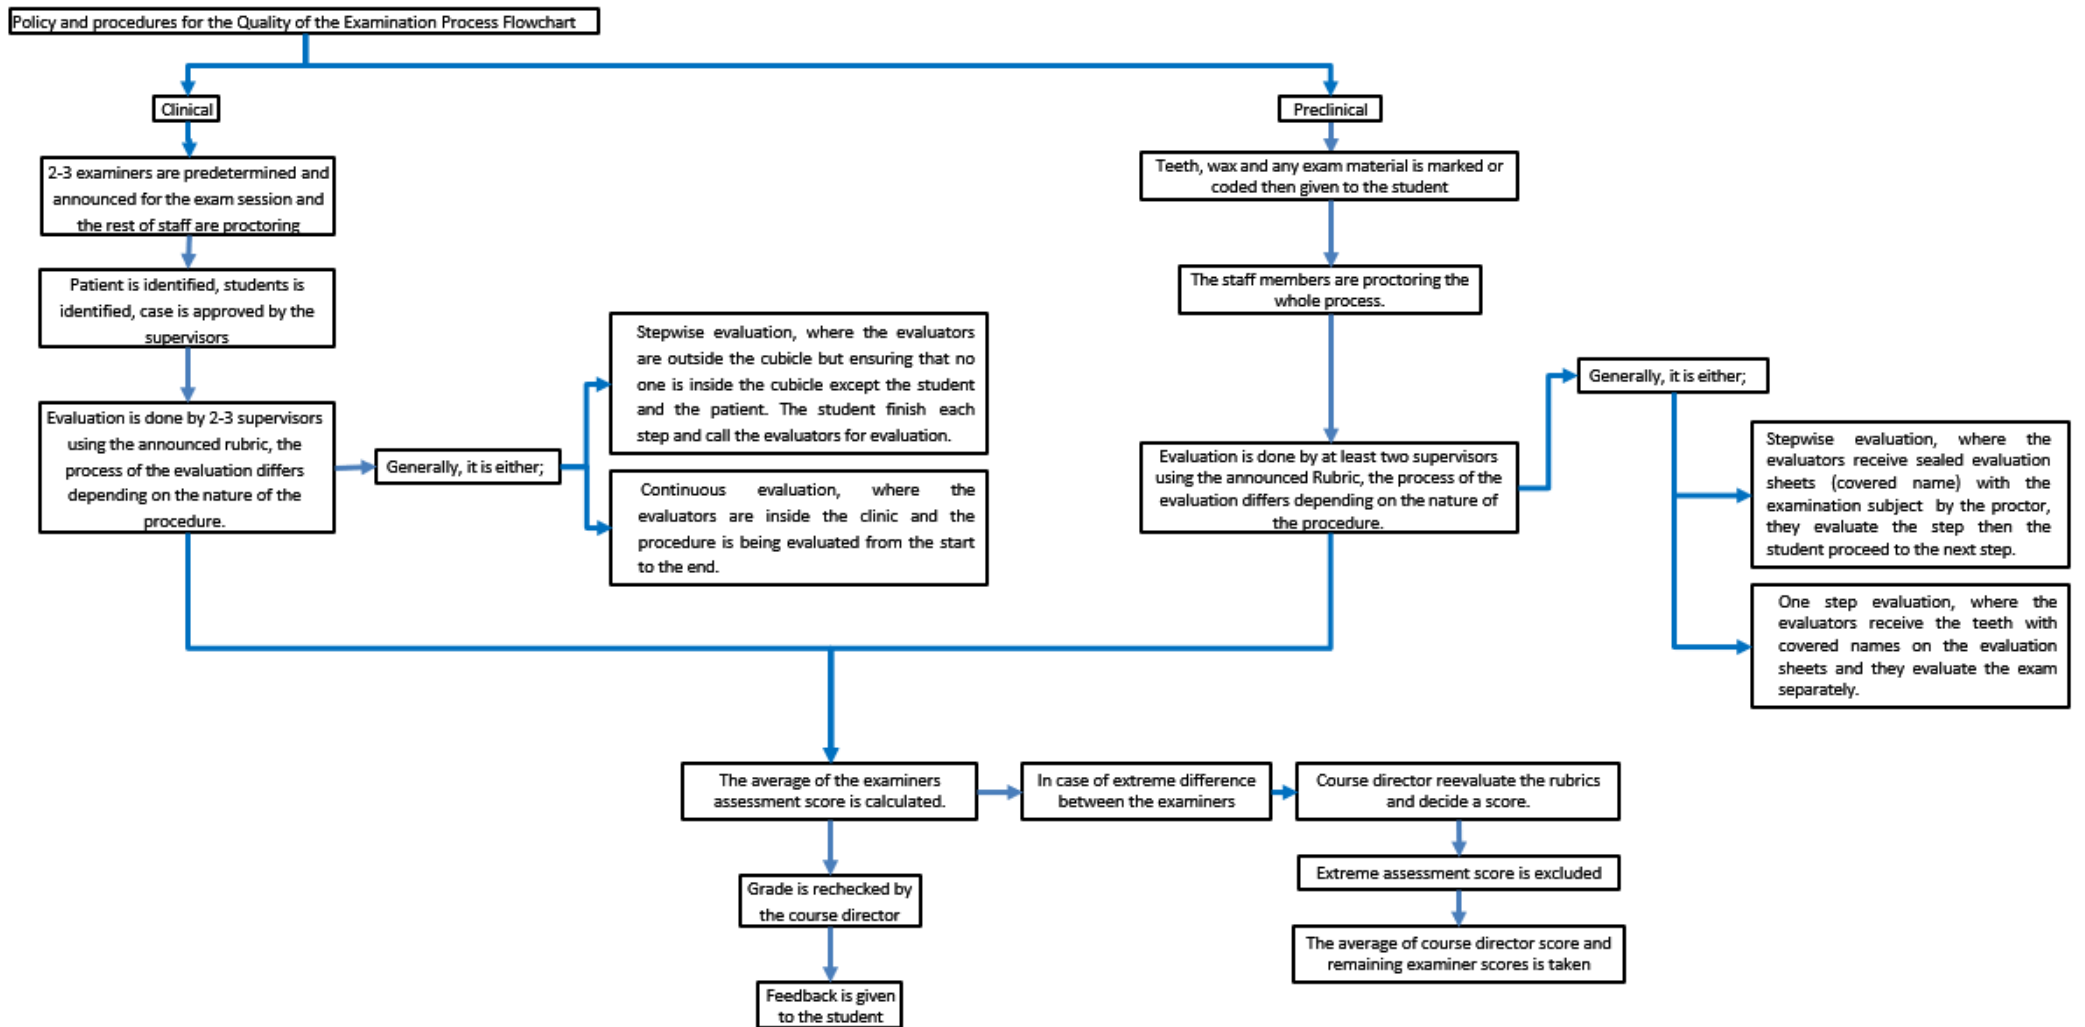 Policy and procedures for the Quality of the Examination Process Flowchart
Clinical
2-3 examiners are predetermined and
announced for the exam session and
the rest of staff are proctoring
Patient is identified, students is
identified, case is approved by the
supervisors
Evaluation is done by 2-3 supervisors
using the announced rubric, the
process of the evaluation differs
depending on the nature of the
procedure.
Generally, it is either;
Stepwise evaluation, where the evaluators
are outside the cubicle but ensuring that no
one is inside the cubicle except the student
and the patient. The student finish each
step and call the evaluators for evaluation.
Continuous evaluation, where the
evaluators are inside the clinic and the
procedure is being evaluated from the start
to the end.
Preclinical
Teeth, wax and any exam material is marked or
coded then given to the student
The staff members are proctoring the
whole process.
Evaluation is done by at least two supervisors
using the announced Rubric, the process of the
evaluation differs depending on the nature of
the procedure.
Generally, it is either;
Stepwise evaluation, where the
evaluators receive sealed evaluation
sheets (covered name) with the
examination subject by the proctor,
they evaluate the step then the
student proceed to the next step.
One step evaluation, where the
evaluators receive the teeth with
covered names on the evaluation
sheets and they evaluate the exam
separately.
The average of the examiners
assessment score is calculated.
In case of extreme difference
between the examiners
Course director reevaluate the rubrics
and decide a score.
Extreme assessment score is excluded
The average of course director score and
remaining examiner scores is taken
Grade is rechecked by
the course director
Feedback is given
to the student